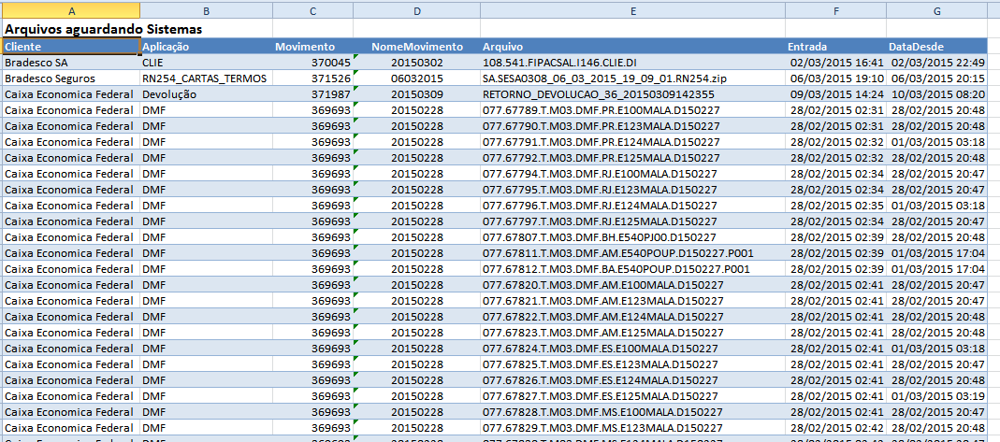 A B C D E F G
Arquivos aguardando Sistemas
Cliente Aplicação Movimento NomeMovimento Arquivo Entrada DataDesde
Bradesco SA CLIE 370045 20150302 108.541.FIPACSAL.I146.CLIE.DI 02/03/2015 16:41 02/03/2015 22:49
Bradesco Seguros RN254_CARTAS_TERMOS 371526 06032015 SA.SESA0308_06_03_2015_19_09_01.RN254.zip 06/03/2015 19:10 06/03/2015 20:15
Caixa Economica Federal Devolução 371987 20150309 RETORNO_DEVOLUCAO_36_20150309142355 09/03/2015 14:24 10/03/2015 08:20
Caixa Economica Federal DMF 369693 20150228 077.67789.T.M03.DMF.PR.E100MALA.D150227 28/02/2015 02:31 28/02/2015 20:48
Caixa Economica Federal DMF 369693 20150228 077.67790.T.M03.DMF.PR.E123MALA.D150227 28/02/2015 02:31 28/02/2015 20:48
Caixa Economica Federal DMF 369693 20150228 077.67791.T.M03.DMF.PR.E124MALA.D150227 28/02/2015 02:32 01/03/2015 03:18
Caixa Economica Federal DMF 369693 20150228 077.67792.T.M03.DMF.PR.E125MALA.D150227 28/02/2015 02:32 28/02/2015 20:48
Caixa Economica Federal DMF 369693 20150228 077.67794.T.M03.DMF.RJ.E100MALA.D150227 28/02/2015 02:34 28/02/2015 20:47
Caixa Economica Federal DMF 369693 20150228 077.67795.T.M03.DMF.RJ.E123MALA.D150227 28/02/2015 02:34 28/02/2015 20:47
Caixa Economica Federal DMF 369693 20150228 077.67796.T.M03.DMF.RJ.E124MALA.D150227 28/02/2015 02:35 01/03/2015 03:18
Caixa Economica Federal DMF 369693 20150228 077.67797.T.M03.DMF.RJ.E125MALA.D150227 28/02/2015 02:34 28/02/2015 20:47
Caixa Economica Federal DMF 369693 20150228 077.67807.T.M03.DMF.BH.E540PJ00.D150227 28/02/2015 02:39 28/02/2015 20:48
Caixa Economica Federal DMF 369693 20150228 077.67811.T.M03.DMF.AM.E540POUP.D150227.P001 28/02/2015 02:39 01/03/2015 17:04
Caixa Economica Federal DMF 369693 20150228 077.67812.T.M03.DMF.BA.E540POUP.D150227.P001 28/02/2015 02:39 01/03/2015 17:04
Caixa Economica Federal DMF 369693 20150228 077.67820.T.M03.DMF.AM.E100MALA.D150227 28/02/2015 02:41 28/02/2015 20:47
Caixa Economica Federal DMF 369693 20150228 077.67821.T.M03.DMF.AM.E123MALA.D150227 28/02/2015 02:41 28/02/2015 20:47
Caixa Economica Federal DMF 369693 20150228 077.67822.T.M03.DMF.AM.E124MALA.D150227 28/02/2015 02:41 28/02/2015 20:48
Caixa Economica Federal DMF 369693 20150228 077.67823.T.M03.DMF.AM.E125MALA.D150227 28/02/2015 02:41 28/02/2015 20:48
Caixa Economica Federal DMF 369693 20150228 077.67824.T.M03.DMF.ES.E100MALA.D150227 28/02/2015 02:41 01/03/2015 03:18
Caixa Economica Federal DMF 369693 20150228 077.67825.T.M03.DMF.ES.E123MALA.D150227 28/02/2015 02:41 28/02/2015 20:47
Caixa Economica Federal DMF 369693 20150228 077.67826.T.M03.DMF.ES.E124MALA.D150227 28/02/2015 02:41 28/02/2015 20:48
Caixa Economica Federal DMF 369693 20150228 077.67827.T.M03.DMF.ES.E125MALA.D150227 28/02/2015 02:41 01/03/2015 03:19
Caixa Economica Federal DMF 369693 20150228 077.67828.T.M03.DMF.MS.E100MALA.D150227 28/02/2015 02:41 28/02/2015 20:47
Caixa Economica Federal DMF 369693 20150228 077.67829.T.M03.DMF.MS.E123MALA.D150227 28/02/2015 02:42 28/02/2015 20:48